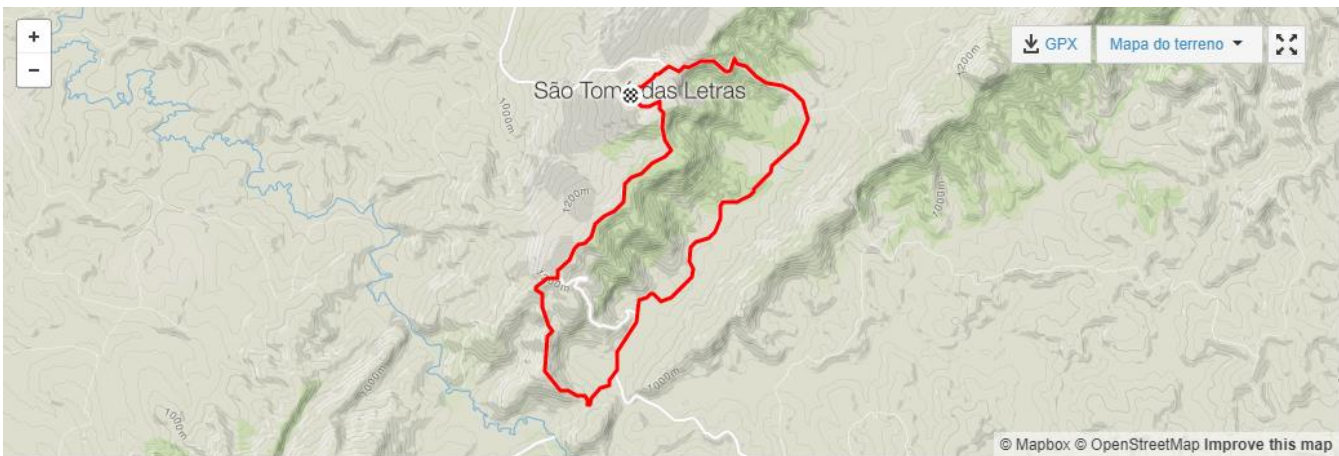 +
−
GPX
Mapa do terreno
1200m
São Tomé das Letras
1000m
1200m
1000m
1000m
1000m
1000m
1000m
© Mapbox © OpenStreetMap Improve this map